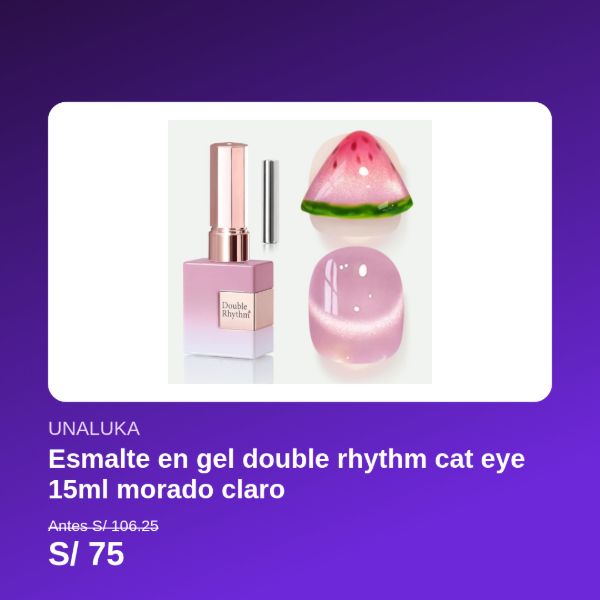 Double
Rhythm
UNALUKA
Esmalte en gel double rhythm cat eye
15ml morado claro
Antes S/ 106.25
S/ 75